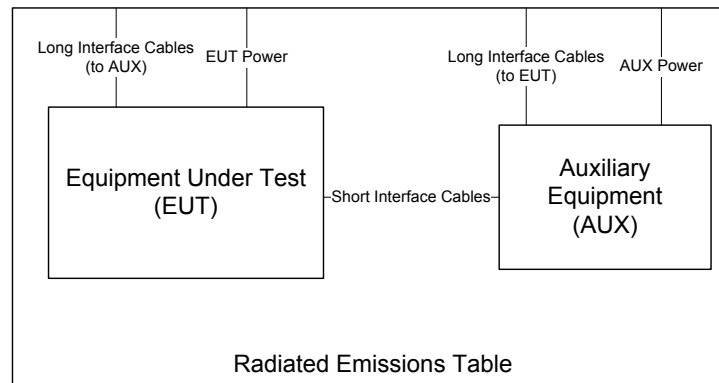 Long Interface Cables
(to AUX)
EUT Power
Long Interface Cables
(to EUT)
AUX Power
Equipment Under Test
(EUT)
Short Interface Cables
Auxiliary
Equipment
(AUX)
Radiated Emissions Table